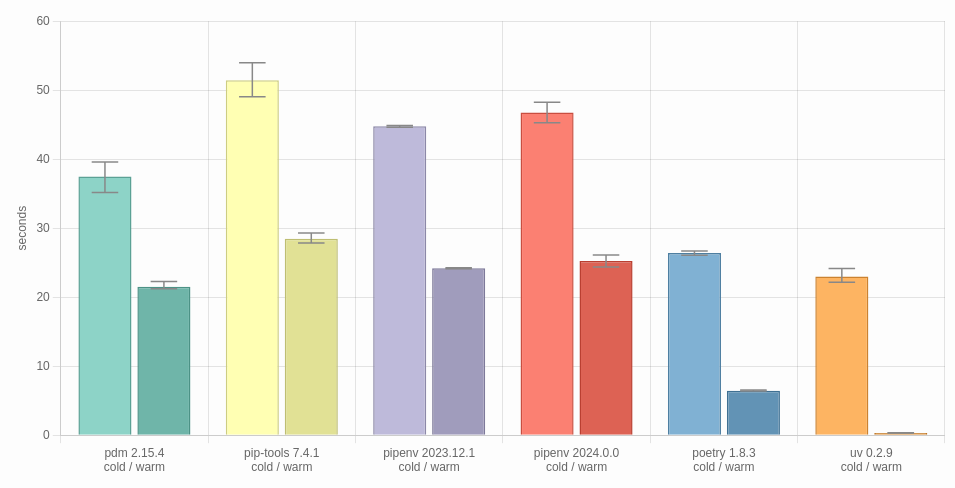 60
50
40
30
20
10
0
seconds
pdm 2.15.4
cold / warm
pip-tools 7.4.1
cold / warm
pipenv 2023.12.1
cold / warm
pipenv 2024.0.0
cold / warm
poetry 1.8.3
cold / warm
uv 0.2.9
cold / warm